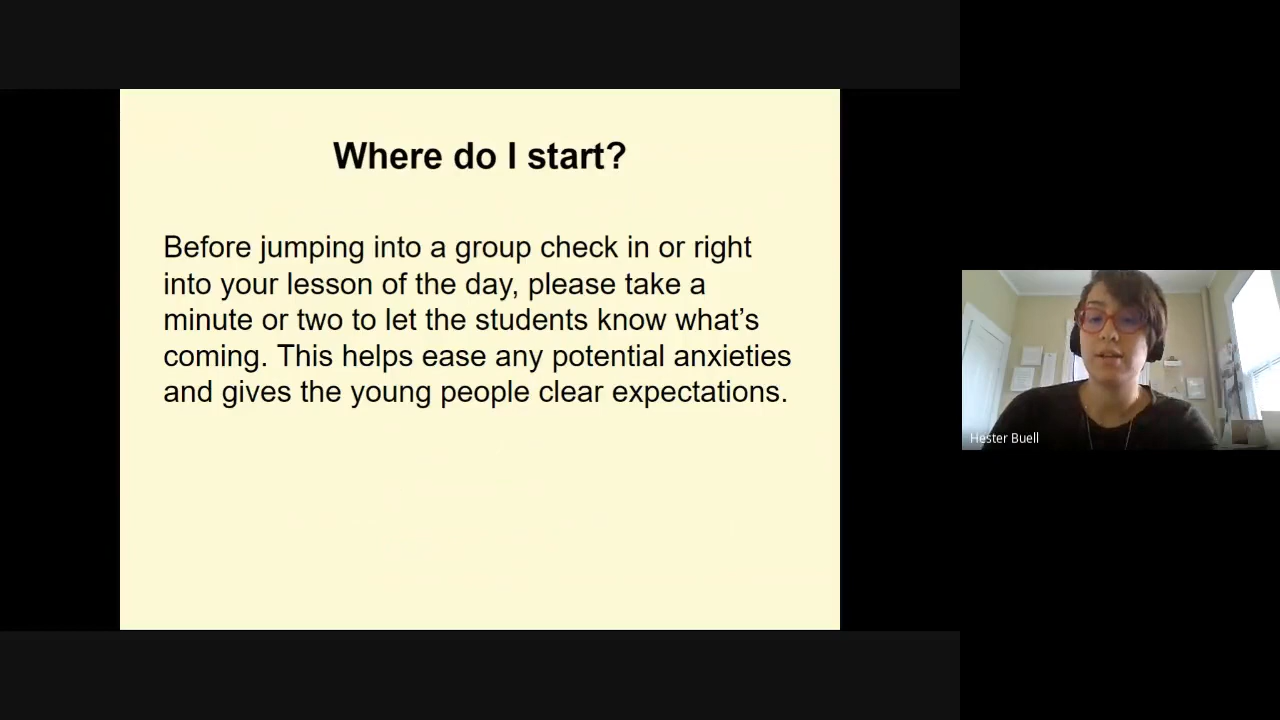 Where do I start?
Before jumping into a group check in or right
into your lesson of the day, please take a
minute or two to let the students know what’s
coming. This helps ease any potential anxieties
and gives the young people clear expectations.
Hester Buell